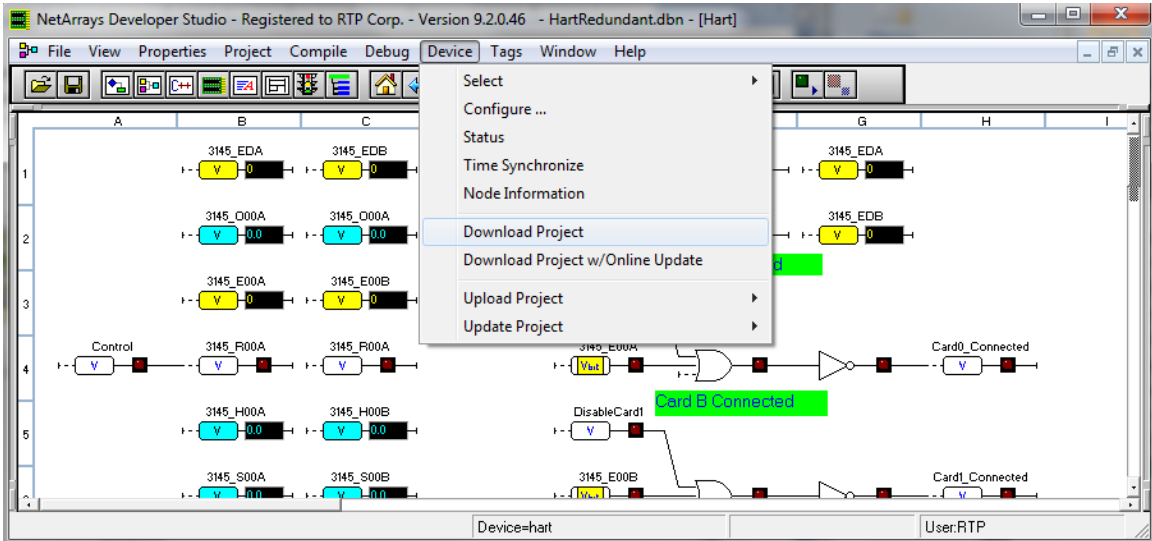 NetArrays Developer Studio - Registered to RTP Corp. - Version 9.2.0.46 - HartRedundant.dbn - [Hart]
File View Properties Project Compile Debug Device Tags Window Help
Select
Configure ...
Status
Time Synchronize
Node Information
Download Project
Download Project w/Online Update
Upload Project
Update Project
A B C G H I
1
3145_EDA 3145_EDB 3145_EDA
V 0 V 0 V 0
2
3145_O00A 3145_O00A 3145_EDB
V 0.0 V 0.0 V 0
d
3
3145_E00A 3145_E00B
V 0 V 0
4
Control 3145_R00A 3145_R00A 3145_E00A Card0_Connected
V V V Vbit V
Card B Connected
5
3145_H00A 3145_H00B DisableCard1
V 0.0 V 0.0 V
3145_S00A 3145_S00B 3145_E00B Card1_Connected
V 0.0 V 0.0 Vbit V
Device=hart User:RTP